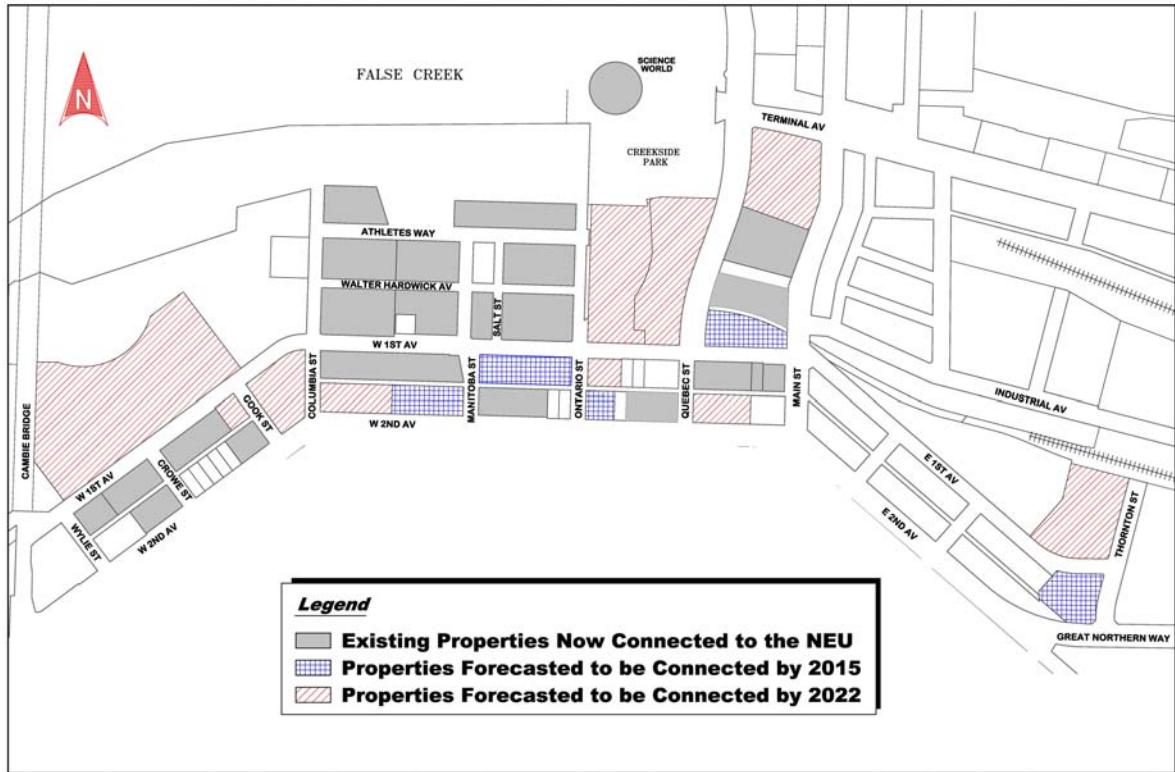 SCIENCE
WORLD
FALSE CREEK
N
TERMINAL AV
CREEKSIDE
PARK
ATHLETES WAY
WALTER HARDWICK AV
SALT ST
W 1ST AV
COLUMBIA ST
MANITOBA ST
ONTARIO ST
QUEBEC ST
MAIN ST
INDUSTRIAL AV
W 2ND AV
COOK ST
CAMBIE BRIDGE
W 1ST AV
CROWE ST
WYLIE ST
W 2ND AV
E 1ST AV
E 2ND AV
THORNTON ST
GREAT NORTHERN WAY
Legend
Existing Properties Now Connected to the NEU
Properties Forecasted to be Connected by 2015
Properties Forecasted to be Connected by 2022